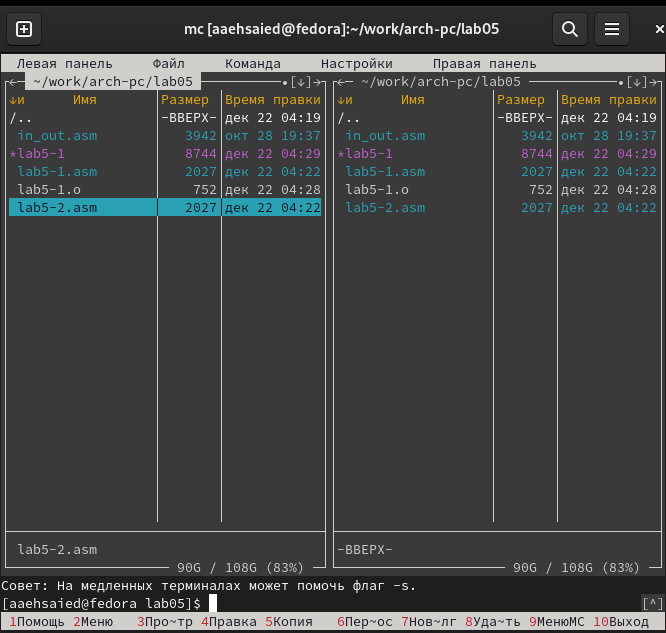 mc [aaehsaied@fedora]:~/work/arch-pc/lab05
Левая панель Файл Команда Настройки Правая панель
~/work/arch-pc/lab05 [↓] ~/work/arch-pc/lab05 [↓]
↓и Имя Размер Время правки ↓и Имя Размер Время правки
/.. -ВВЕРХ- дек 22 04:19 /.. -ВВЕРХ- дек 22 04:19
in_out.asm 3942 окт 28 19:37 in_out.asm 3942 окт 28 19:37
*lab5-1 8744 дек 22 04:29 *lab5-1 8744 дек 22 04:29
lab5-1.asm 2027 дек 22 04:22 lab5-1.asm 2027 дек 22 04:22
lab5-1.o 752 дек 22 04:28 lab5-1.o 752 дек 22 04:28
lab5-2.asm 2027 дек 22 04:22 lab5-2.asm 2027 дек 22 04:22
lab5-2.asm -ВВЕРХ-
90G / 108G (83%) 90G / 108G (83%)
Совет: На медленных терминалах может помочь флаг -s.
[aaehsaied@fedora lab05]$ [^]
1Помощь 2Меню 3Про~тр 4Правка 5Копия 6Пер~ос 7Нов~лг 8Уда~ть 9МенюМС 10Выход